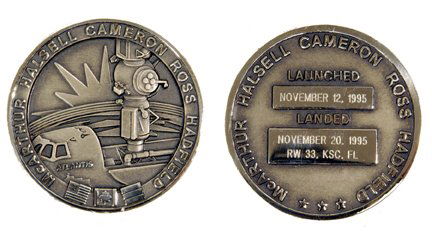 McARTHUR HALSELL CAMERON ROSS HADFIELD
ATLANTIS
McARTHUR HALSELL CAMERON ROSS HADFIELD
LAUNCHED
NOVEMBER 12, 1995
LANDED
NOVEMBER 20, 1995
RW 33, KSC, FL